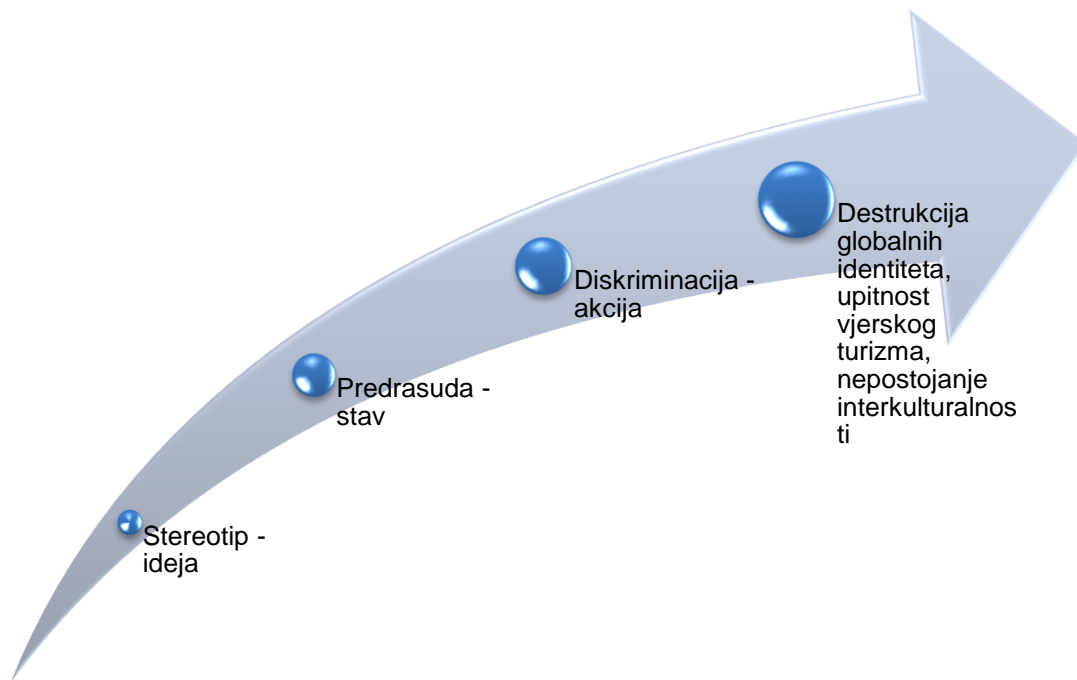 Stereotip -
ideja
Predrasuda -
stav
Diskriminacija -
akcija
Destrukcija
globalnih
identiteta,
upitnost
vjerskog
turizma,
nepostojanje
interkulturalnos
ti